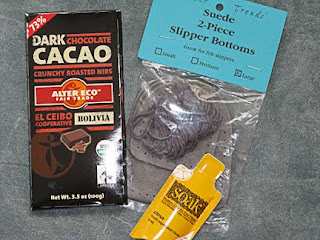 73%
DARK CHOCOLATE
CACAO
CRUNCHY ROASTED NIBS
ALTER ECO
FAIR TRADE
EL CEIBO
COOPERATIVE
BOLIVIA
Net Wt. 3.5 oz (100g)
Trends
Suede
2-Piece
Slipper Bottoms
Great for felt slippers
Small
Medium
Large
Soak
citrus